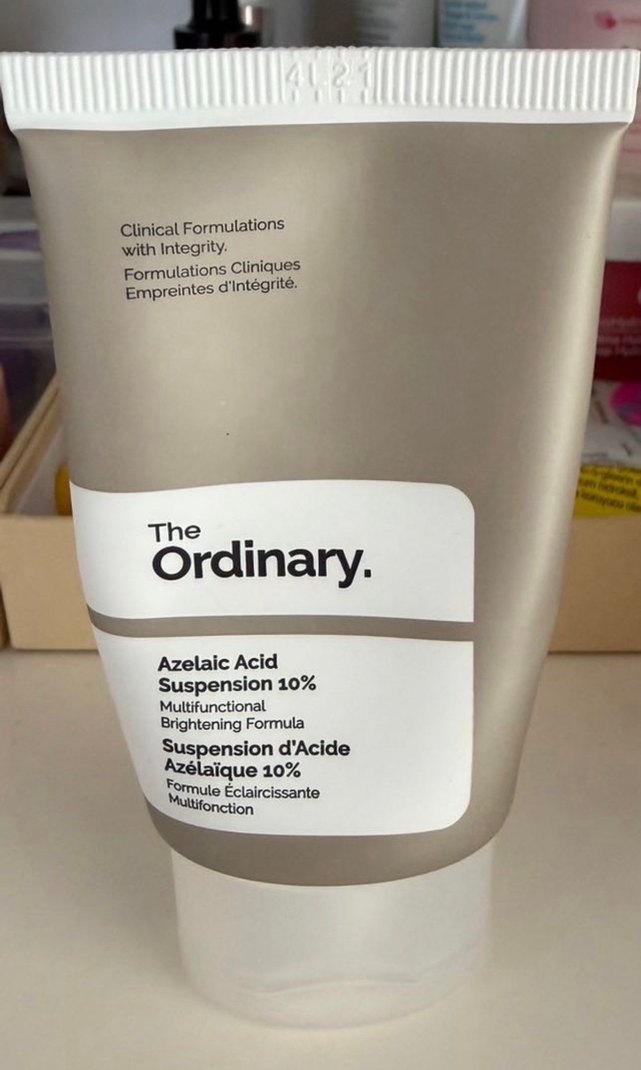 Clinical Formulations
with Integrity.
Formulations Cliniques
Empreintes d'Intégrité.
The
Ordinary.
Azelaic Acid
Suspension 10%
Multifunctional
Brightening Formula
Suspension d'Acide
Azélaïque 10%
Formule Éclaircissante
Multifonction